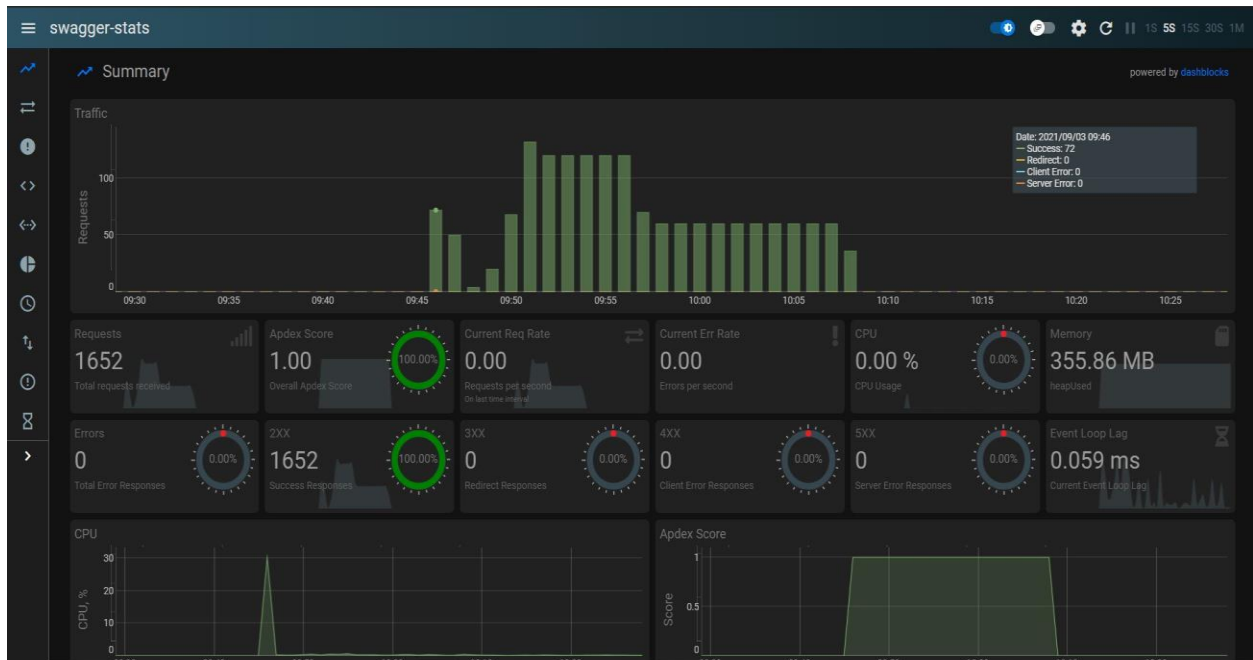 swagger-stats
1S 5S 15S 30S 1M
Summary
powered by dashblocks
Traffic
Date: 2021/09/03 09:46
Success: 72
Redirect: 0
Client Error: 0
Server Error: 0
Requests
100
50
0
09:30 09:35 09:40 09:45 09:50 09:55 10:00 10:05 10:10 10:15 10:20 10:25
Requests
1652
Total requests received
Apdex Score
1.00
Overall Apdex Score
100.00%
Current Req Rate
0.00
Requests per second
On last time interval
Current Err Rate
0.00
Errors per second
CPU
0.00 %
CPU Usage
0.00%
Memory
355.86 MB
heapUsed
Errors
0
Total Error Responses
0.00%
2XX
1652
Success Responses
100.00%
3XX
0
Redirect Responses
0.00%
4XX
0
Client Error Responses
0.00%
5XX
0
Server Error Responses
0.00%
Event Loop Lag
0.059 ms
Current Event Loop Lag
CPU
CPU, %
30
20
10
0
Apdex Score
Score
1
0.5
0